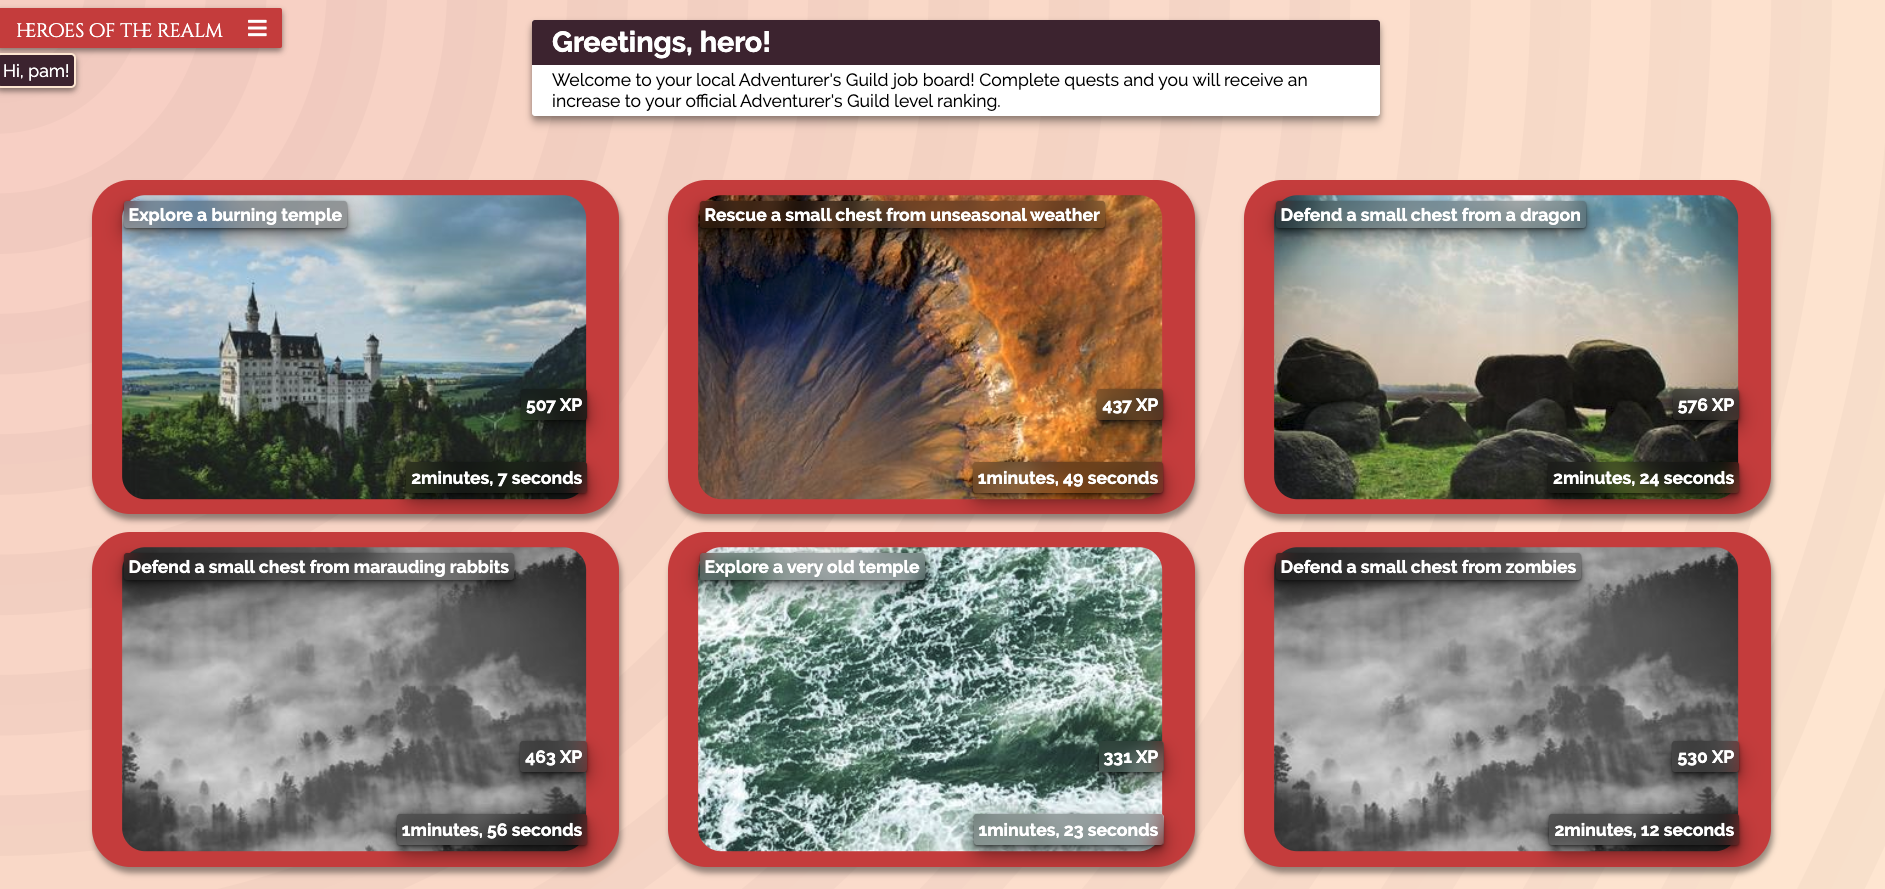 HEROES OF THE REALM
Hi, pam!
Greetings, hero!
Welcome to your local Adventurer's Guild job board! Complete quests and you will receive an
increase to your official Adventurer's Guild level ranking.
Explore a burning temple
507 XP
2minutes, 7 seconds
Rescue a small chest from unseasonal weather
437 XP
1minutes, 49 seconds
Defend a small chest from a dragon
576 XP
2minutes, 24 seconds
Defend a small chest from marauding rabbits
463 XP
1minutes, 56 seconds
Explore a very old temple
331 XP
1minutes, 23 seconds
Defend a small chest from zombies
530 XP
2minutes, 12 seconds